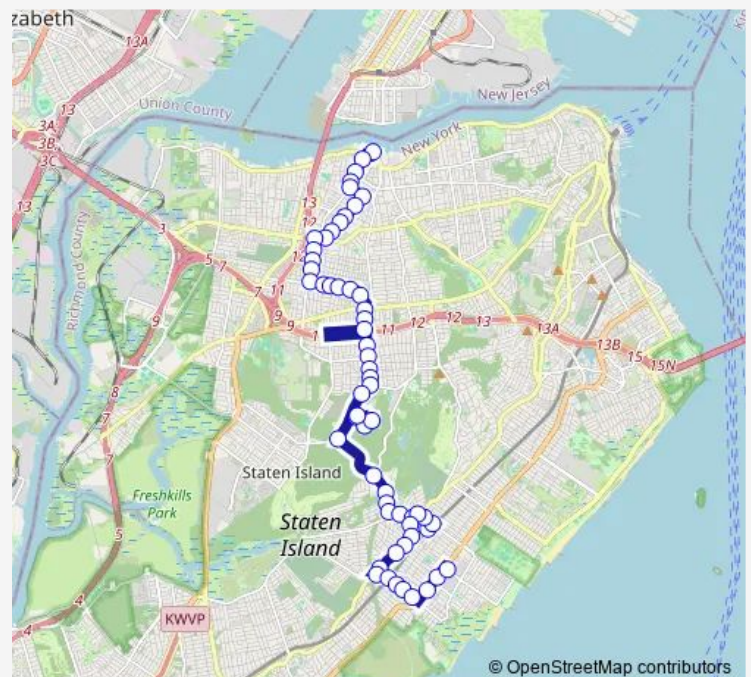 zabeth
13A
13
Union County
New Jersey
3A
3B
3C
New York
13
13
12
12
Richmond County
3
5
7
7
11
9
9
9
1
11
12
12
13
13A
13B
15
15N
8
7
7
Staten Island
Freshkills
Park
Staten
Island
5
4
4
KWVP
© OpenStreetMap contributors